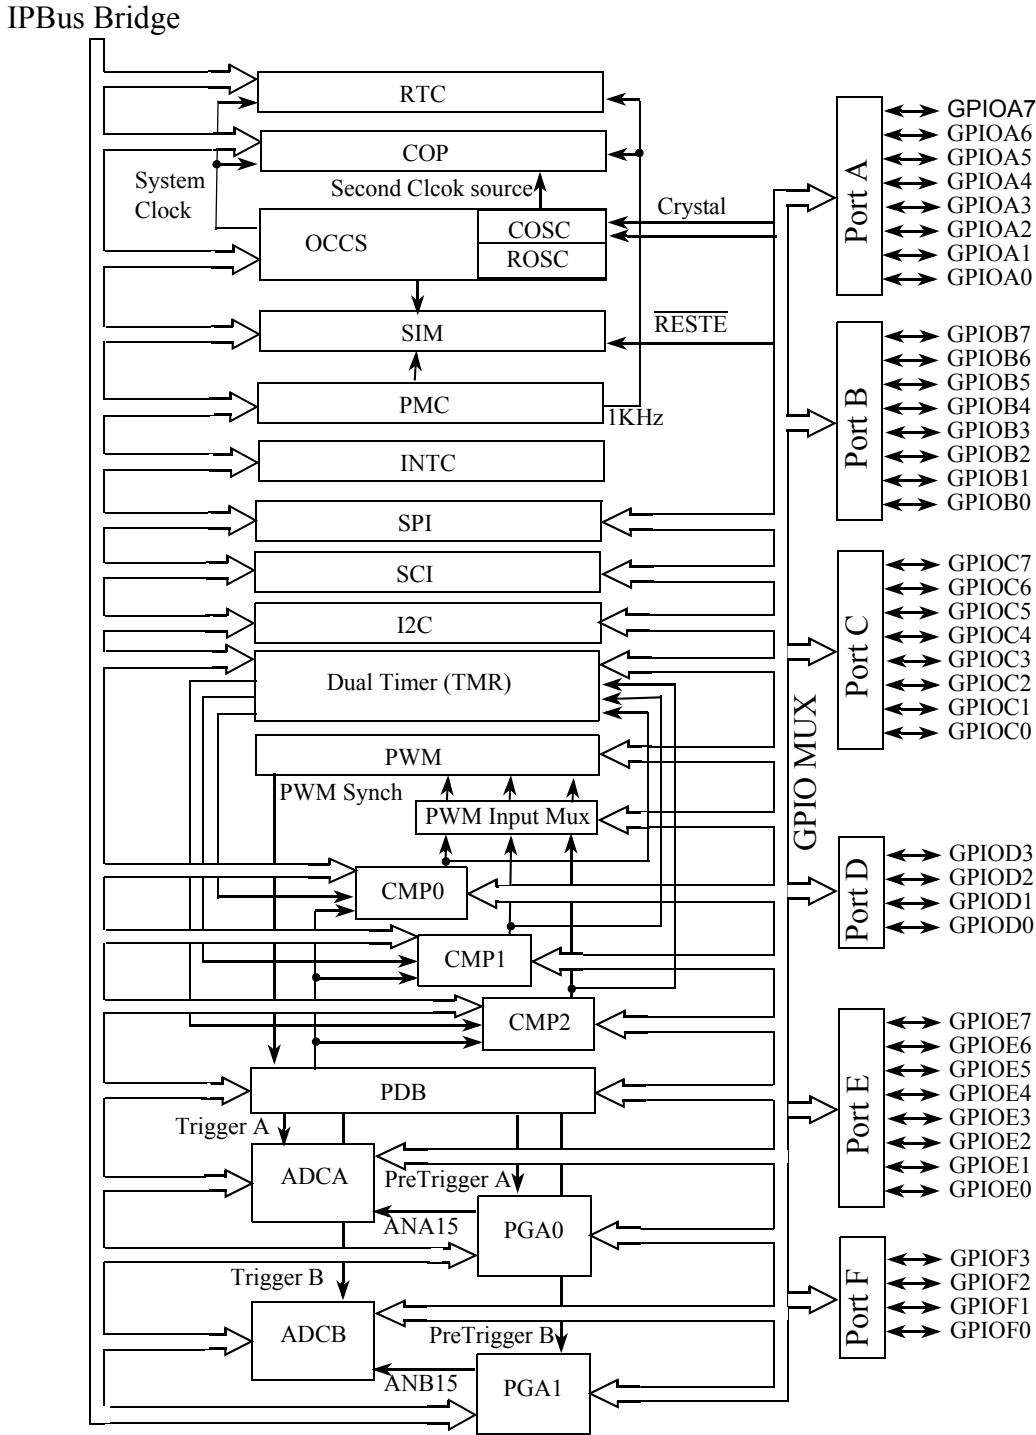 IPBus Bridge
RTC
COP
System
Clock
Second Clcok source
OCCS
COSC
ROSC
Crystal
SIM
RESTE
PMC
1KHz
INTC
SPI
SCI
I2C
Dual Timer (TMR)
PWM
PWM Synch
PWM Input Mux
CMP0
CMP1
CMP2
PDB
Trigger A
ADCA
PreTrigger A
ANA15
PGA0
Trigger B
ADCB
PreTrigger B
ANB15
PGA1
GPIO MUX
Port A
GPIOA7
GPIOA6
GPIOA5
GPIOA4
GPIOA3
GPIOA2
GPIOA1
GPIOA0
Port B
GPIOB7
GPIOB6
GPIOB5
GPIOB4
GPIOB3
GPIOB2
GPIOB1
GPIOB0
Port C
GPIOC7
GPIOC6
GPIOC5
GPIOC4
GPIOC3
GPIOC2
GPIOC1
GPIOC0
Port D
GPIOD3
GPIOD2
GPIOD1
GPIOD0
Port E
GPIOE7
GPIOE6
GPIOE5
GPIOE4
GPIOE3
GPIOE2
GPIOE1
GPIOE0
Port F
GPIOF3
GPIOF2
GPIOF1
GPIOF0